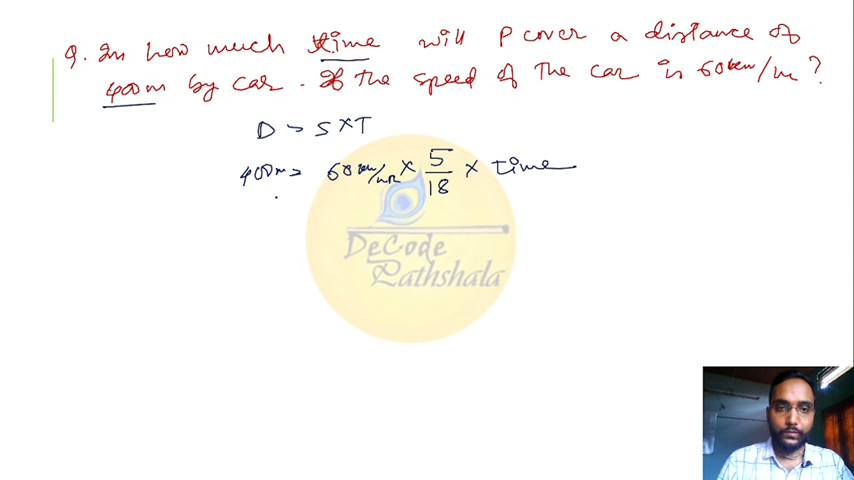 Q. In how much time will P cover a distance of
400m by car. If the speed of the car is 60km/hr?
D = S × T
400m = 60km/hr × 5/18 × time
DeCode
Pathshala